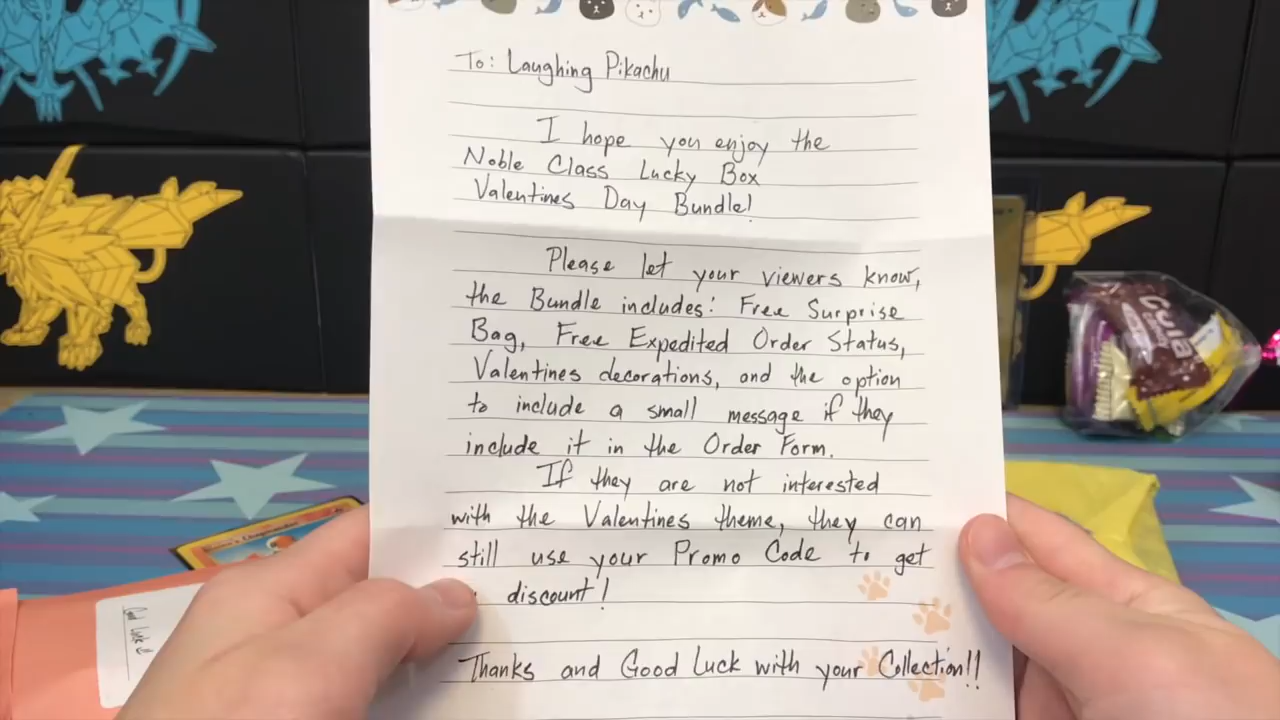 To: Laughing Pikachu
I hope you enjoy the
Noble Class Lucky Box
Valentines Day Bundle!
Please let your viewers know,
the Bundle includes: Free Surprise
Bag, Free Expedited Order Status,
Valentines decorations, and the option
to include a small message if they
include it in the Order Form.
If they are not interested
with the Valentines theme, they can
still use your Promo Code to get
discount!
Thanks and Good Luck with your Collection!!
Good Luck